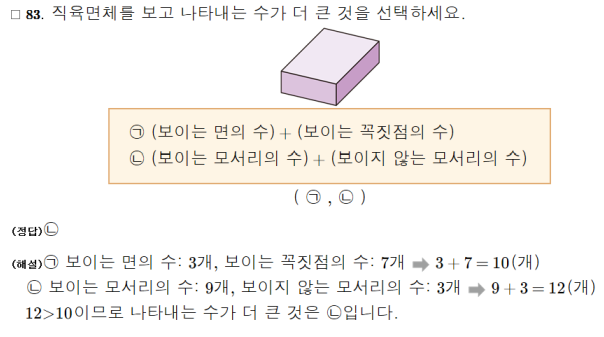 □ 83. 직육면체를 보고 나타내는 수가 더 큰 것을 선택하세요.
㉠ (보이는 면의 수) + (보이는 꼭짓점의 수)
㉡ (보이는 모서리의 수) + (보이지 않는 모서리의 수)
( ㉠ , ㉡ )
(정답)㉡
(해설)㉠ 보이는 면의 수: 3개, 보이는 꼭짓점의 수: 7개 ➡ 3 + 7 = 10(개)
㉡ 보이는 모서리의 수: 9개, 보이지 않는 모서리의 수: 3개 ➡ 9 + 3 = 12(개)
12>10이므로 나타내는 수가 더 큰 것은 ㉡입니다.